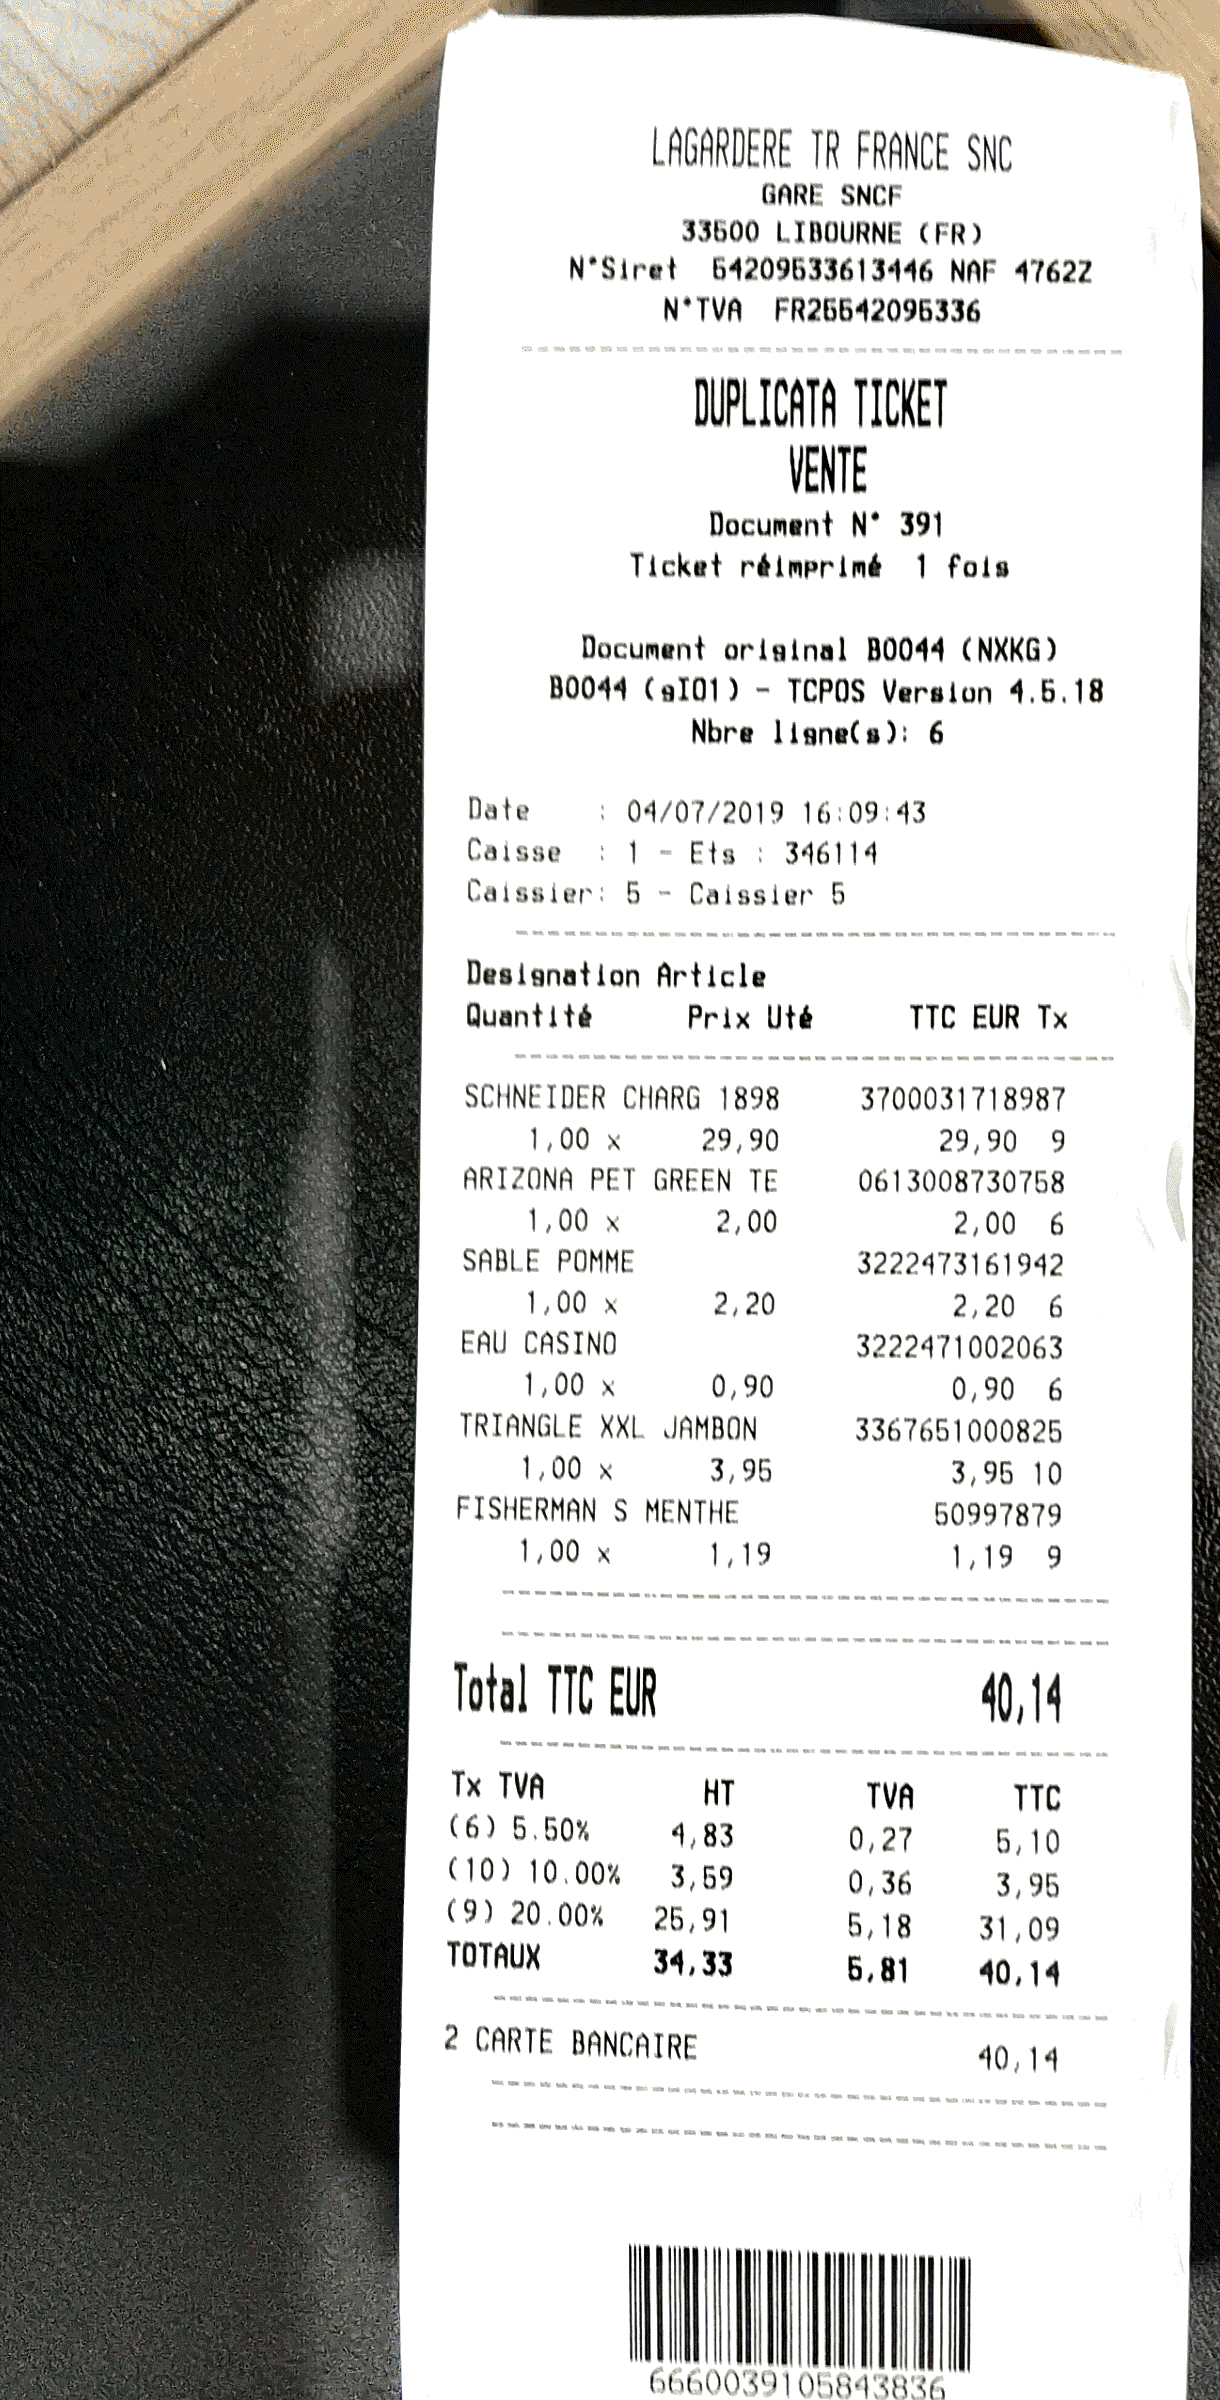 LAGARDERE TR FRANCE SNC
GARE SNCF
33500 LIBOURNE (FR)
N°Siret 54209533613446 NAF 4762Z
N°TVA FR25542095336
DUPLICATA TICKET
VENTE
Document N° 391
Ticket réimprimé 1 fois
Document original B0044 (NXKG)
B0044 (gI01) - TCPOS Version 4.5.18
Nbre ligne(s): 6
Date : 04/07/2019 16:09:43
Caisse : 1 - Ets : 346114
Caissier: 5 - Caissier 5
Designation Article
Quantité Prix Uté TTC EUR Tx
SCHNEIDER CHARG 1898 3700031718987
1,00 x 29,90 29,90 9
ARIZONA PET GREEN TE 0613008730758
1,00 x 2,00 2,00 6
SABLE POMME 3222473161942
1,00 x 2,20 2,20 6
EAU CASINO 3222471002063
1,00 x 0,90 0,90 6
TRIANGLE XXL JAMBON 3367651000825
1,00 x 3,95 3,95 10
FISHERMAN S MENTHE 50997879
1,00 x 1,19 1,19 9
Total TTC EUR 40,14
Tx TVA HT TVA TTC
(6) 5.50% 4,83 0,27 5,10
(10) 10.00% 3,59 0,36 3,95
(9) 20.00% 25,91 5,18 31,09
TOTAUX 34,33 5,81 40,14
2 CARTE BANCAIRE 40,14
6660039105843836